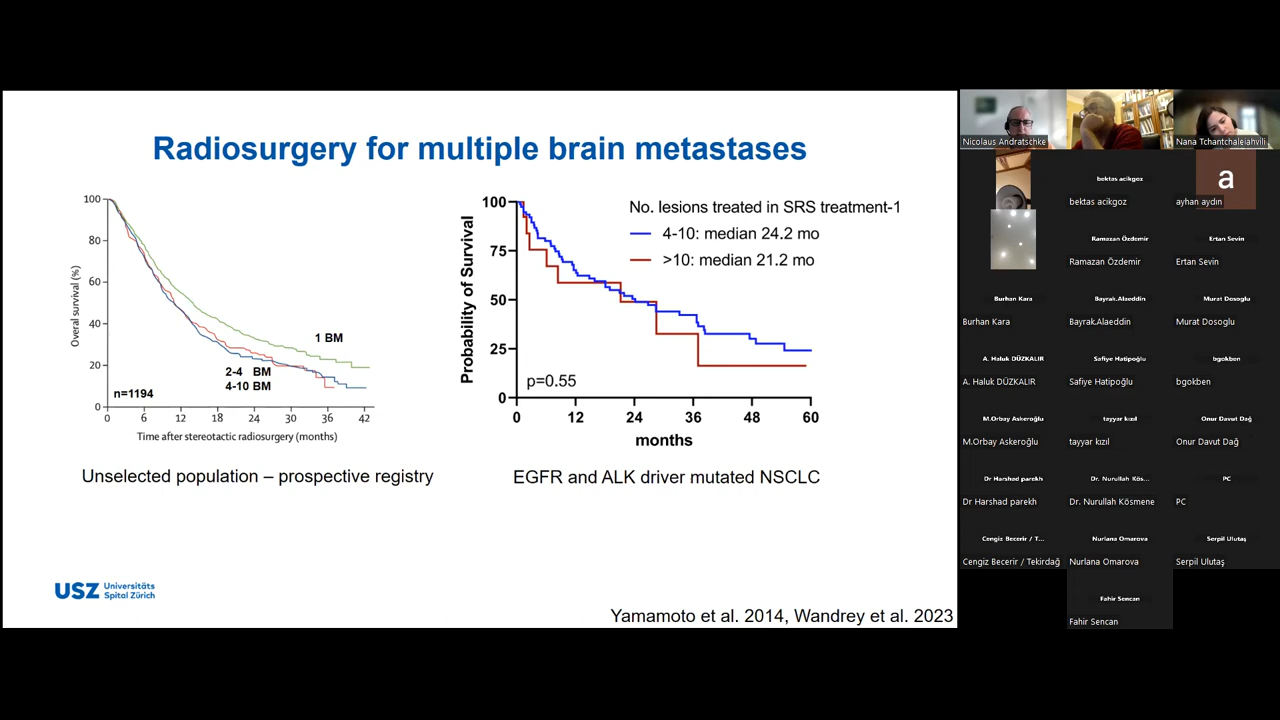 Radiosurgery for multiple brain metastases
Overal survival (%)
100
80
60
40
20
0
1 BM
2-4 BM
4-10 BM
n=1194
0 6 12 18 24 30 36 42
Time after stereotactic radiosurgery (months)
Unselected population – prospective registry
Probability of Survival
100
75
50
25
0
No. lesions treated in SRS treatment-1
4-10: median 24.2 mo
>10: median 21.2 mo
p=0.55
0 12 24 36 48 60
months
EGFR and ALK driver mutated NSCLC
USZ Universitäts
Spital Zürich
Yamamoto et al. 2014, Wandrey et al. 2023
Nicolaus Andratschke
Nana Tchantchaleiahvili
bektas acikgoz
bektas acikgoz
a
ayhan aydın
Ramazan Özdemir
Ramazan Özdemir
Ertan Sevin
Ertan Sevin
Burhan Kara
Burhan Kara
Bayrak.Alaeddin
Bayrak.Alaeddin
Murat Dosoglu
Murat Dosoglu
A. Haluk DÜZKALIR
A. Haluk DÜZKALIR
Safiye Hatipoğlu
Safiye Hatipoğlu
bgokben
bgokben
M.Orbay Askeroğlu
M.Orbay Askeroğlu
tayyar kızıl
tayyar kızıl
Onur Davut Dağ
Onur Davut Dağ
Dr Harshad parekh
Dr Harshad parekh
Dr. Nurullah Kös...
Dr. Nurullah Kösmene
PC
PC
Cengiz Becerir / T...
Cengiz Becerir / Tekirdağ
Nurlana Omarova
Nurlana Omarova
Serpil Ulutaş
Serpil Ulutaş
Fahir Sencan
Fahir Sencan